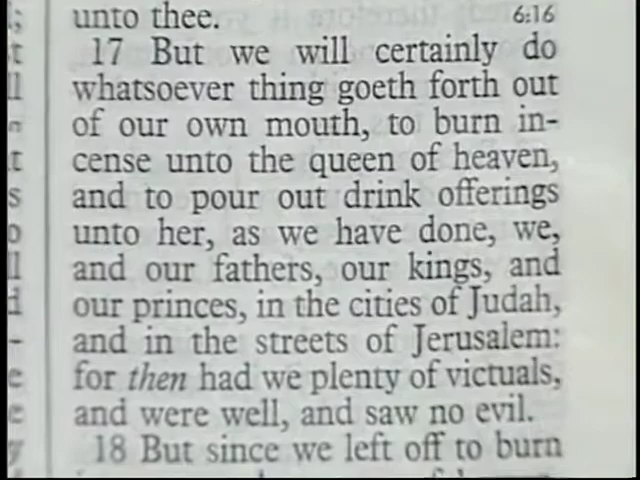 unto thee. 6:16
17 But we will certainly do
whatsoever thing goeth forth out
of our own mouth, to burn in-
cense unto the queen of heaven,
and to pour out drink offerings
unto her, as we have done, we,
and our fathers, our kings, and
our princes, in the cities of Judah,
and in the streets of Jerusalem:
for then had we plenty of victuals,
and were well, and saw no evil.
18 But since we left off to burn